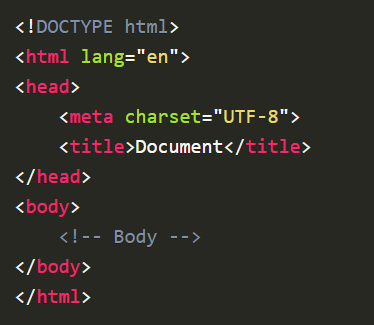 <!DOCTYPE html>
<html lang="en">
<head>
    <meta charset="UTF-8">
    <title>Document</title>
</head>
<body>
    <!-- Body -->
</body>
</html>